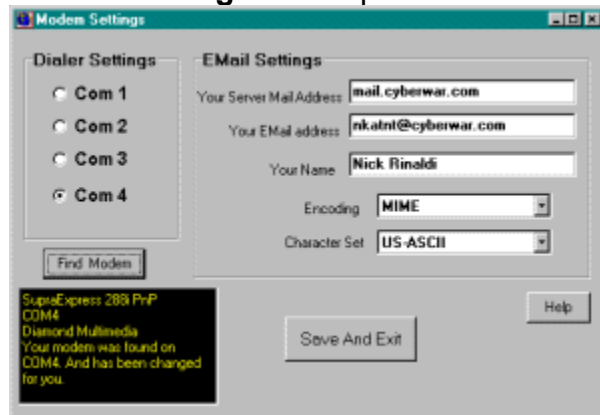 Modem Settings
Dialer Settings
Com 1
Com 2
Com 3
Com 4
Find Modem
SupraExpress 288i PnP
COM4
Diamond Multimedia
Your modem was found on
COM4. And has been changed
for you.
EMail Settings
Your Server Mail Address mail.cyberwar.com
Your EMail address nkatnt@cyberwar.com
Your Name Nick Rinaldi
Encoding MIME
Character Set US-ASCII
Save And Exit
Help